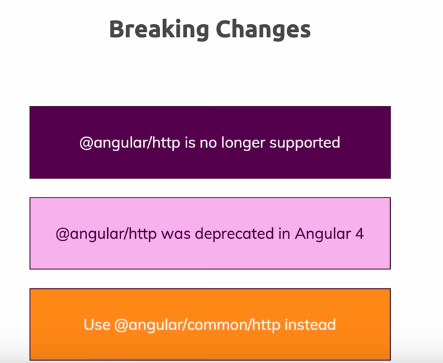 Breaking Changes
@angular/http is no longer supported
@angular/http was deprecated in Angular 4
Use @angular/common/http instead